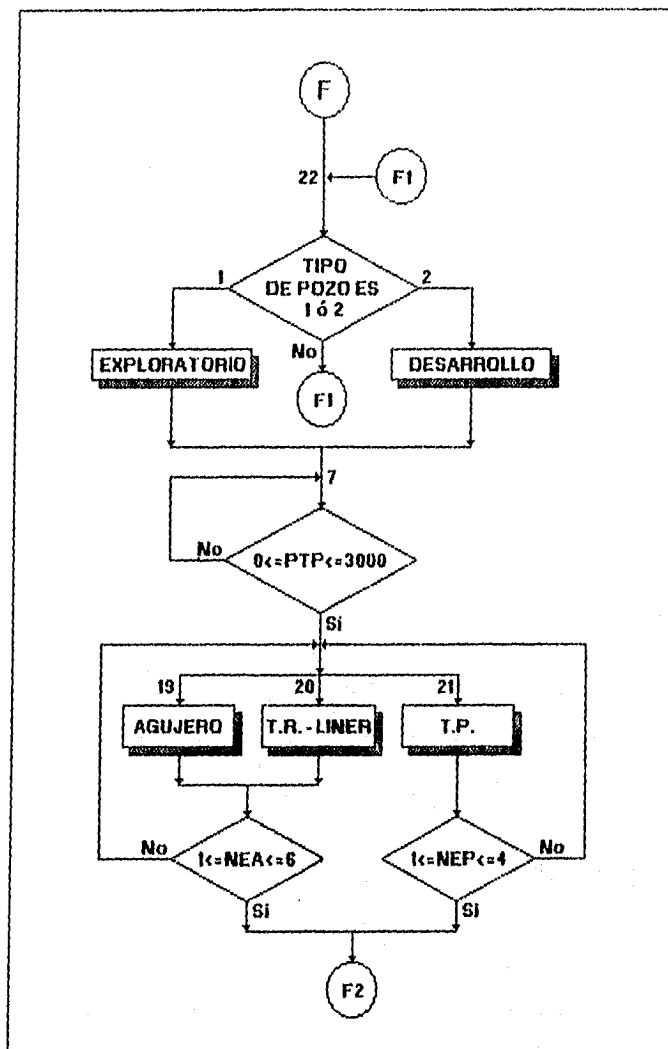 F
22
F1
TIPO
DE POZO ES
1 ó 2
1
2
EXPLORATORIO
No
DESARROLLO
F1
7
No
0<=PTP<=3000
Si
19
20
21
AGUJERO
T.R.-LINER
T.P.
No
1<=NEA<=6
1<=NEP<=4
No
Si
Si
F2